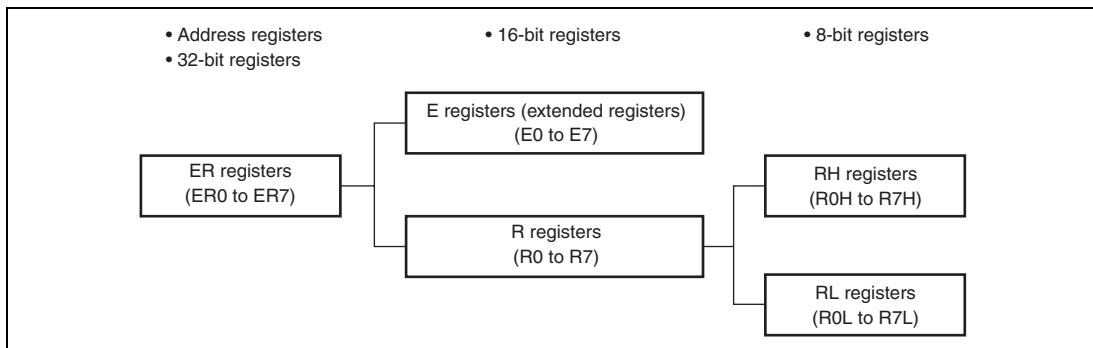 • Address registers
• 32-bit registers
• 16-bit registers
• 8-bit registers
E registers (extended registers)
(E0 to E7)
ER registers
(ER0 to ER7)
RH registers
(R0H to R7H)
R registers
(R0 to R7)
RL registers
(R0L to R7L)